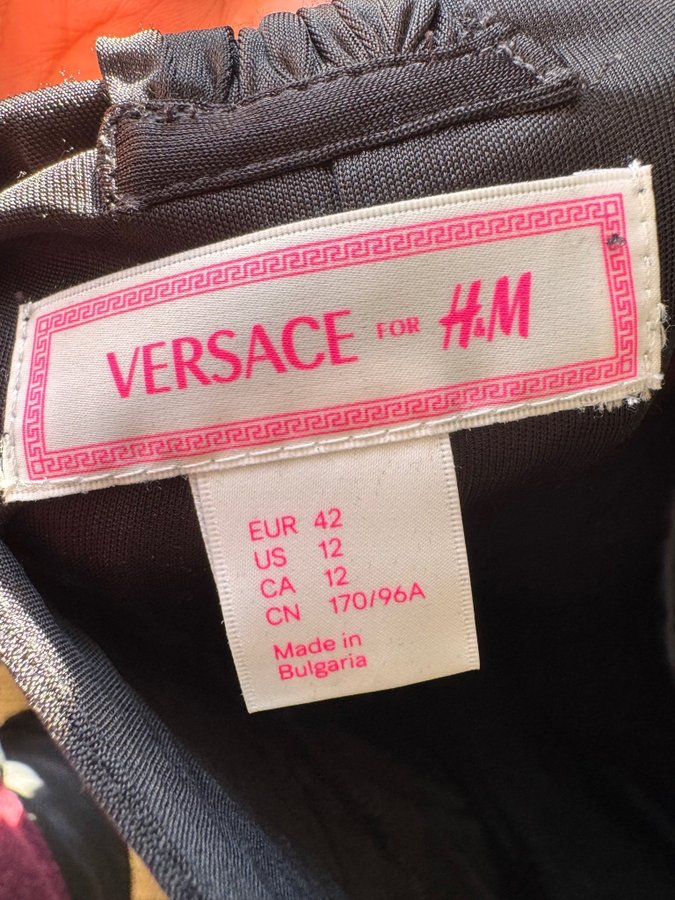 VERSACE FOR H&M
EUR 42
US 12
CA 12
CN 170/96A
Made in
Bulgaria